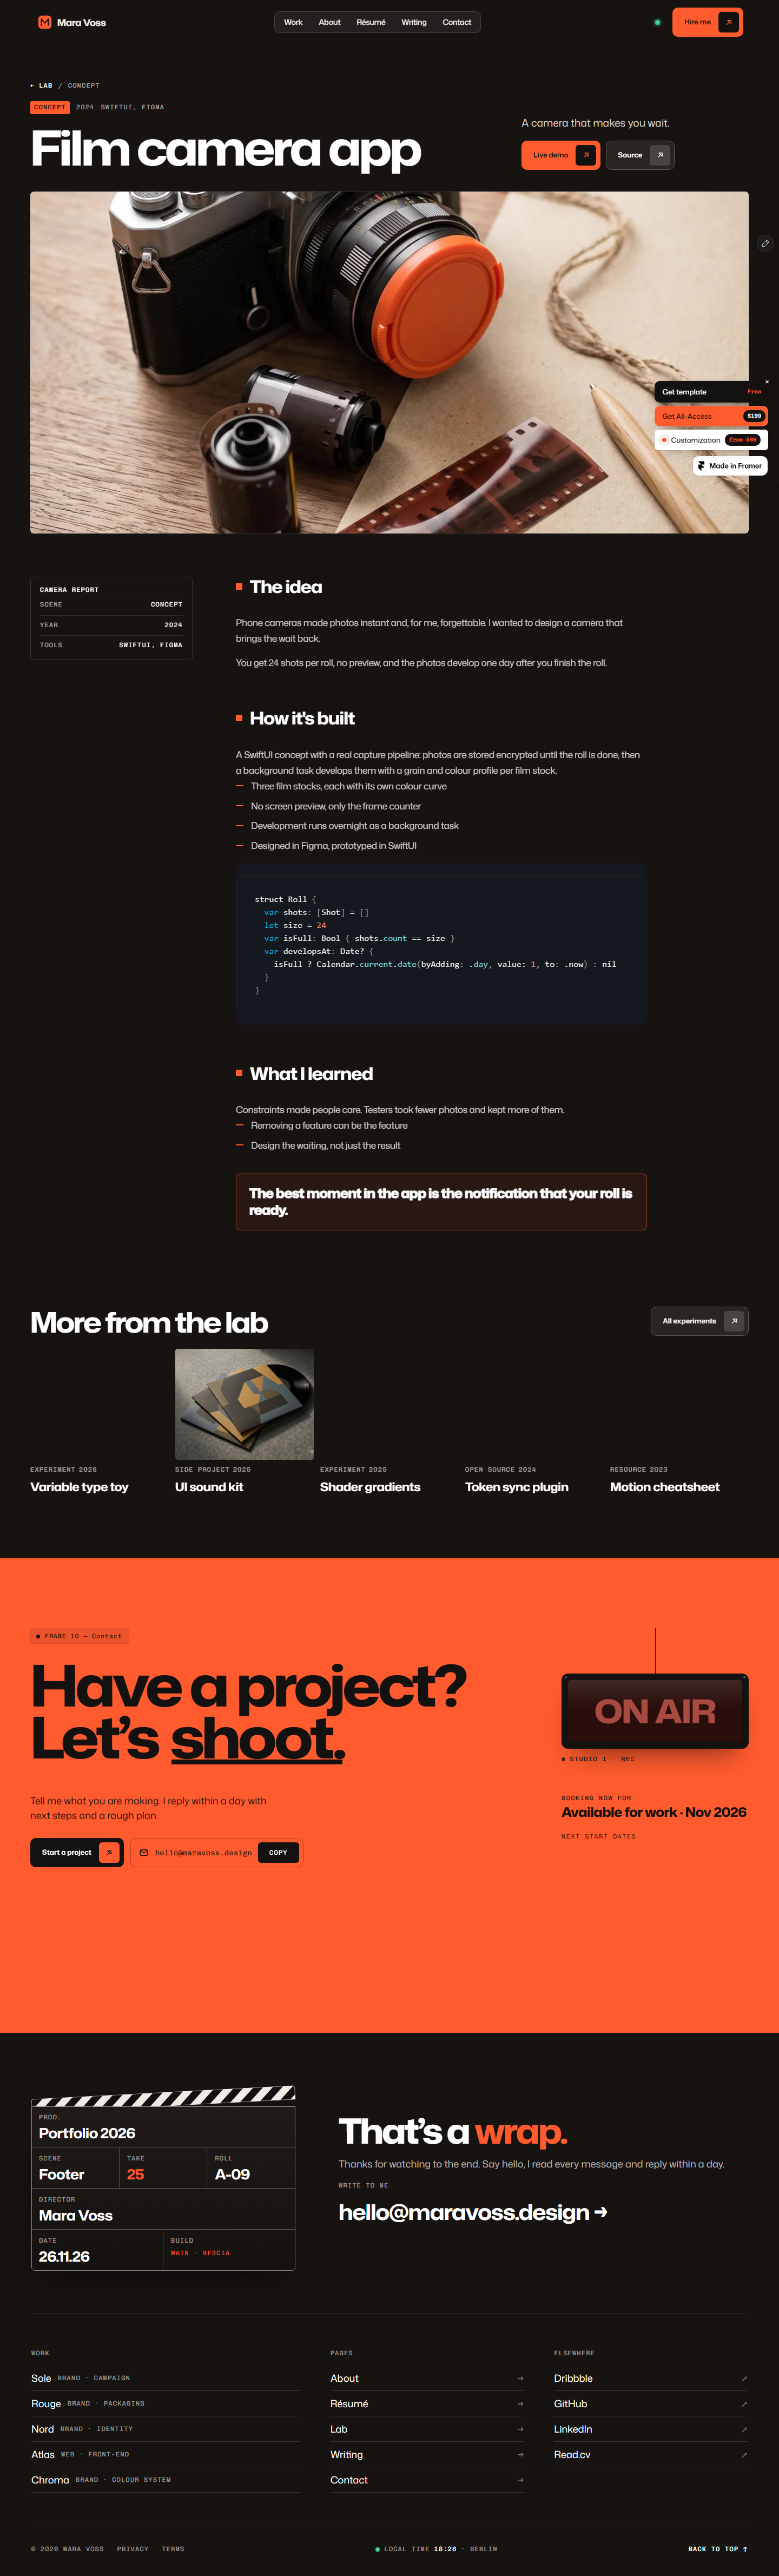 Mara Voss
Work About Résumé Writing Contact
Hire me
← LAB / CONCEPT
CONCEPT 2024 SWIFTUI, FIGMA
Film camera app
A camera that makes you wait.
Live demo
Source
Get template Free
Get All-Access $199
Customization from $99
Made in Framer
CAMERA REPORT
SCENE CONCEPT
YEAR 2024
TOOLS SWIFTUI, FIGMA
The idea
Phone cameras made photos instant and, for me, forgettable. I wanted to design a camera that
brings the wait back.
You get 24 shots per roll, no preview, and the photos develop one day after you finish the roll.
How it's built
A SwiftUI concept with a real capture pipeline: photos are stored encrypted until the roll is done, then
a background task develops them with a grain and colour profile per film stock.
Three film stocks, each with its own colour curve
No screen preview, only the frame counter
Development runs overnight as a background task
Designed in Figma, prototyped in SwiftUI
struct Roll {
var shots: [Shot] = []
let size = 24
var isFull: Bool { shots.count == size }
var developsAt: Date? {
isFull ? Calendar.current.date(byAdding: .day, value: 1, to: .now) : nil
}
}
What I learned
Constraints made people care. Testers took fewer photos and kept more of them.
Removing a feature can be the feature
Design the waiting, not just the result
The best moment in the app is the notification that your roll is
ready.
More from the lab
All experiments
EXPERIMENT 2026
Variable type toy
SIDE PROJECT 2025
UI sound kit
EXPERIMENT 2025
Shader gradients
OPEN SOURCE 2024
Token sync plugin
RESOURCE 2023
Motion cheatsheet
FRAME 10 — Contact
Have a project?
Let's shoot.
Tell me what you are making. I reply within a day with
next steps and a rough plan.
Start a project
hello@maravoss.design COPY
ON AIR
STUDIO 1 · REC
BOOKING NOW FOR
Available for work · Nov 2026
NEXT START DATES
PROD.
Portfolio 2026
SCENE TAKE ROLL
Footer 25 A-09
DIRECTOR
Mara Voss
DATE BUILD
26.11.26 MAIN · 9F3C1A
That's a wrap.
Thanks for watching to the end. Say hello, I read every message and reply within a day.
WRITE TO ME
hello@maravoss.design →
WORK
Sole BRAND · CAMPAIGN
Rouge BRAND · PACKAGING
Nord BRAND · IDENTITY
Atlas WEB · FRONT-END
Chroma BRAND · COLOUR SYSTEM
PAGES
About →
Résumé →
Lab →
Writing →
Contact →
ELSEWHERE
Dribbble ↗
GitHub ↗
LinkedIn ↗
Read.cv ↗
© 2026 MARA VOSS PRIVACY TERMS
LOCAL TIME 18:26 · BERLIN
BACK TO TOP ↑